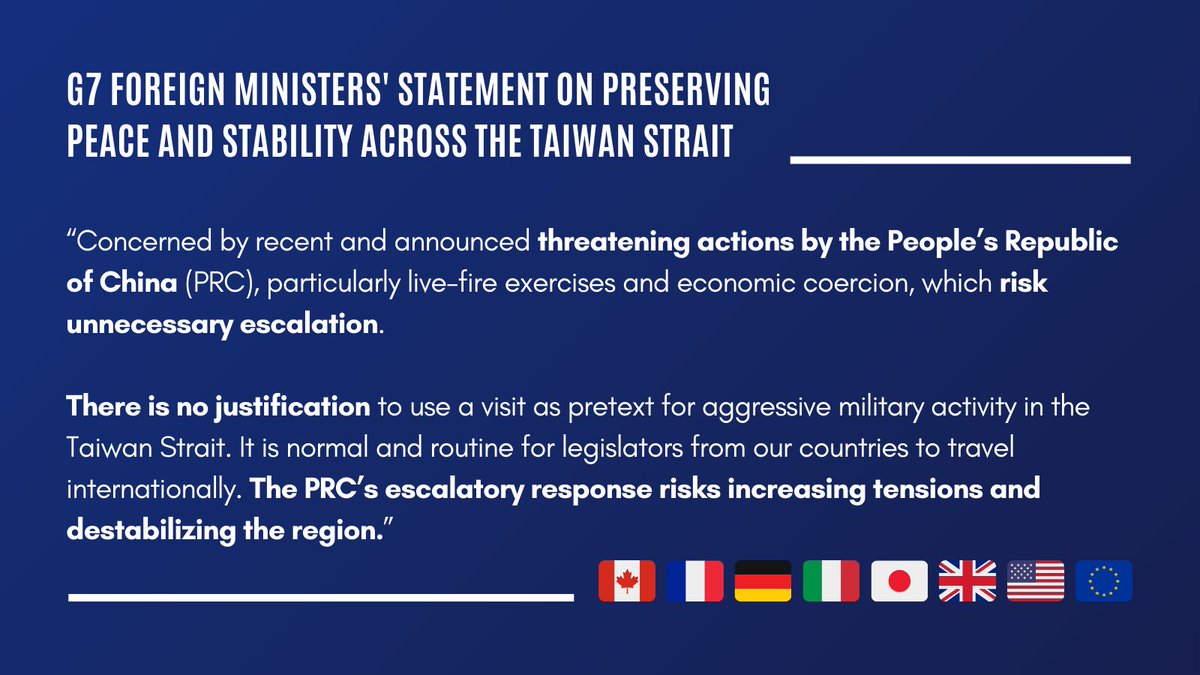 G7 FOREIGN MINISTERS' STATEMENT ON PRESERVING
PEACE AND STABILITY ACROSS THE TAIWAN STRAIT
“Concerned by recent and announced threatening actions by the People’s Republic
of China (PRC), particularly live-fire exercises and economic coercion, which risk
unnecessary escalation.
There is no justification to use a visit as pretext for aggressive military activity in the
Taiwan Strait. It is normal and routine for legislators from our countries to travel
internationally. The PRC’s escalatory response risks increasing tensions and
destabilizing the region.”